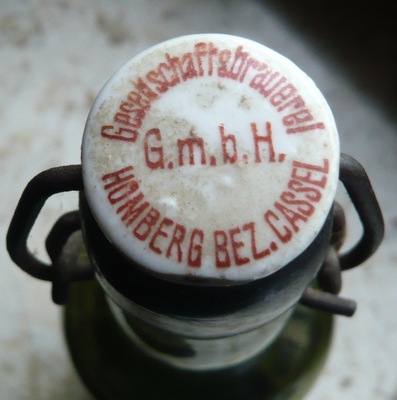 Gesellschaftsbrauerei
G.m.b.H.
HOMBERG BEZ. CASSEL